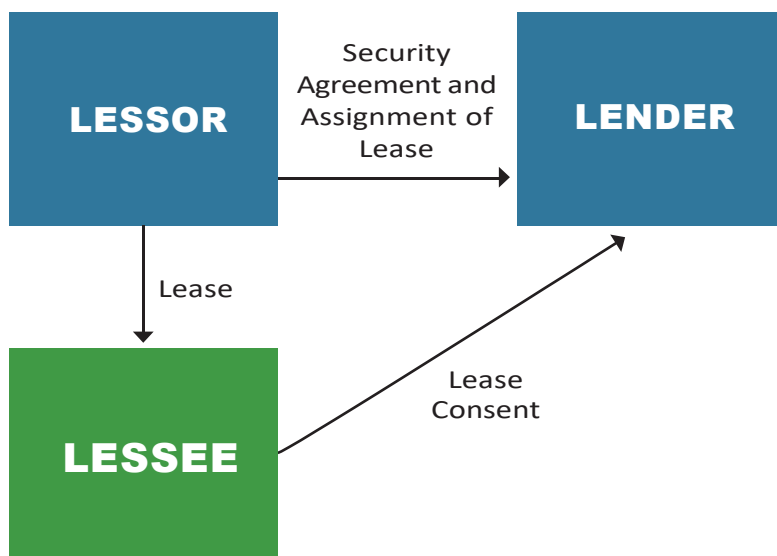 LESSOR
Security
Agreement and
Assignment of
Lease
LENDER
Lease
Lease
Consent
LESSEE